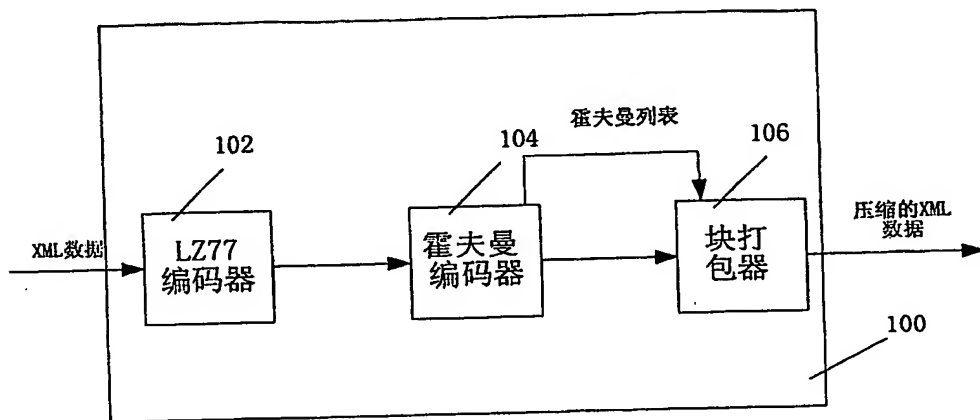 霍夫曼列表
102
104
106
XML数据
LZ77
编码器
霍夫曼
编码器
块打
包器
压缩的XML
数据
100